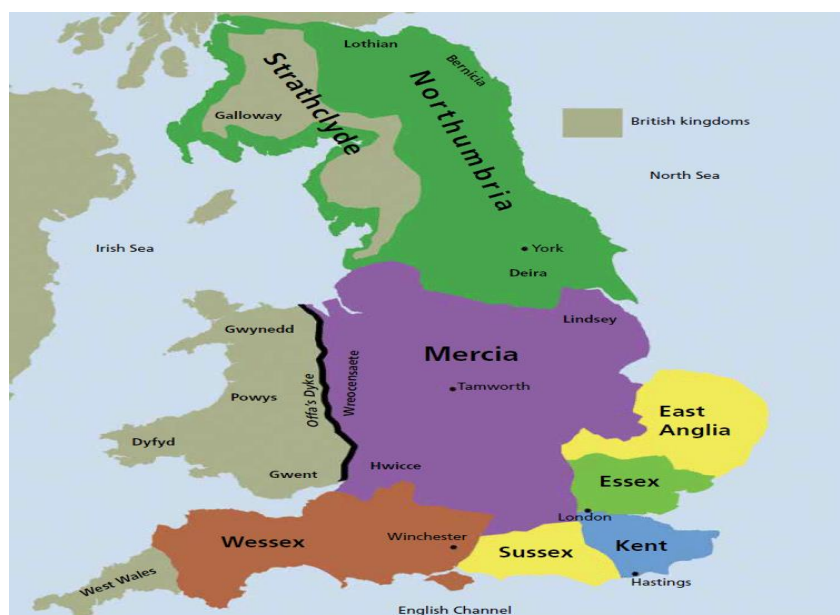 Lothian
Bernicia
Strathclyde
Northumbria
Galloway
British kingdoms
North Sea
Irish Sea
York
Deira
Lindsey
Gwynedd
Mercia
Offa's Dyke
Wreocensaete
Tamworth
Powys
East
Anglia
Dyfyd
Gwent
Hwicce
Essex
London
Wessex
Winchester
Sussex
Kent
West Wales
Hastings
English Channel